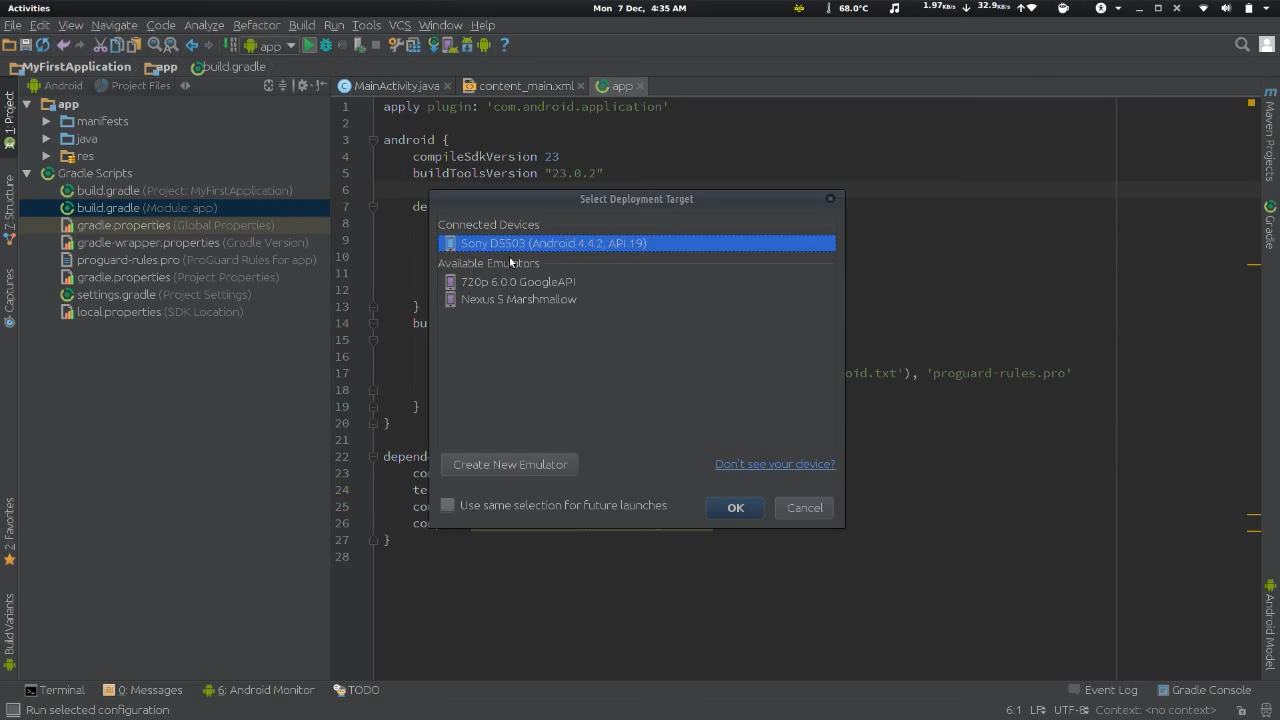 Activities
Mon 7 Dec, 4:35 AM
68.0°C
1.97kB/s
32.9kB/s
File Edit View Navigate Code Analyze Refactor Build Run Tools VCS Window Help
app
MyFirstApplication app build.gradle
Android Project Files
MainActivity.java content_main.xml app
1: Project
7: Structure
Captures
2: Favorites
Build Variants
app
manifests
java
res
Gradle Scripts
build.gradle (Project: MyFirstApplication)
build.gradle (Module: app)
gradle.properties (Global Properties)
gradle-wrapper.properties (Gradle Version)
proguard-rules.pro (ProGuard Rules for app)
gradle.properties (Project Properties)
settings.gradle (Project Settings)
local.properties (SDK Location)
1 apply plugin: 'com.android.application'
2
3 android {
4 compileSdkVersion 23
5 buildToolsVersion "23.0.2"
6
7 de
8
9
10
11
12
13 }
14 bu
15
16
17 oid.txt'), 'proguard-rules.pro'
18
19 }
20 }
21
22 depend
23 co
24 te
25 co
26 co
27 }
28
Select Deployment Target
Connected Devices
Sony D5503 (Android 4.4.2, API 19)
Available Emulators
720p 6.0.0 GoogleAPI
Nexus 5 Marshmallow
Create New Emulator
Don't see your device?
Use same selection for future launches
OK
Cancel
Maven Projects
Gradle
Android Model
Terminal 0: Messages 6: Android Monitor TODO
Event Log Gradle Console
Run selected configuration
6:1 LF UTF-8 Context: <no context>